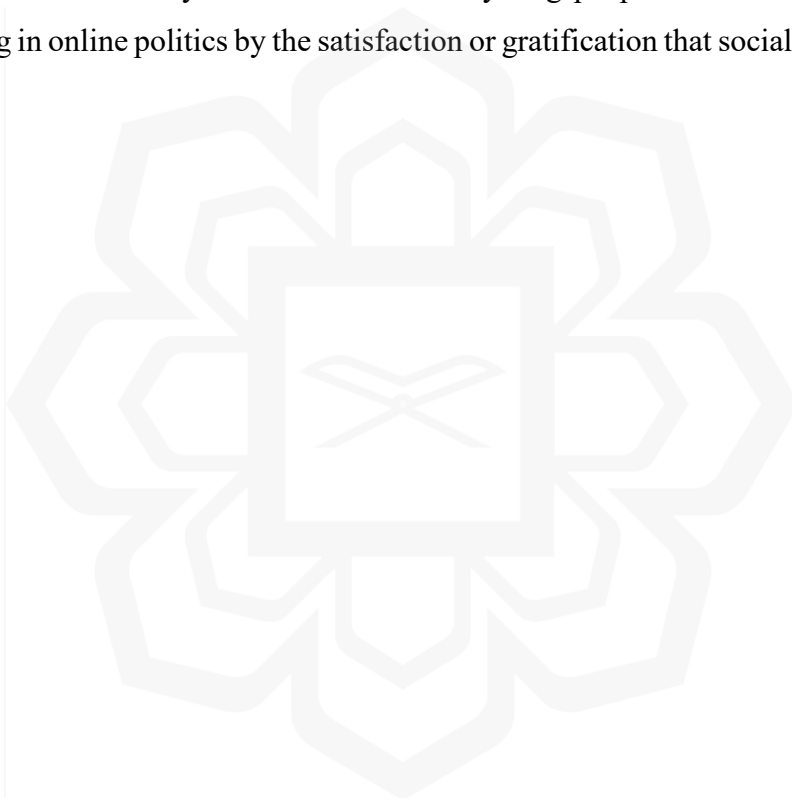 g in online politics by the satisfaction or gratification that social